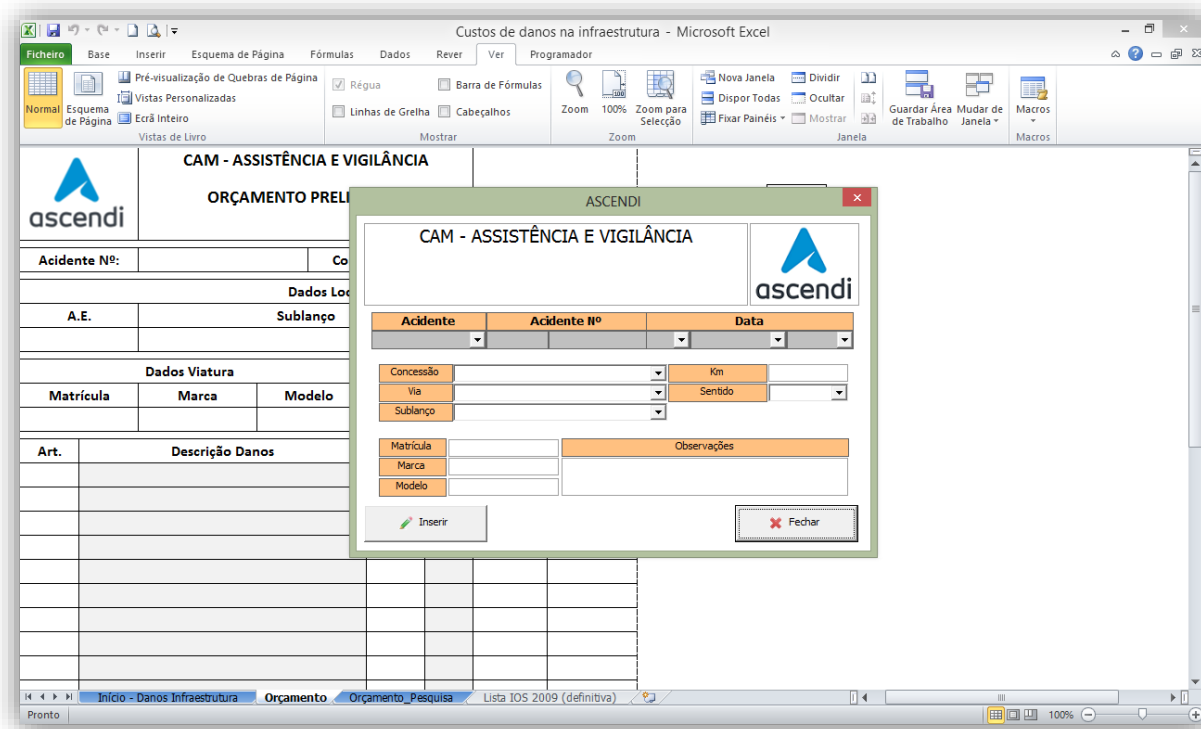 Custos de danos na infraestrutura - Microsoft Excel
Ficheiro Base Inserir Esquema de Página Fórmulas Dados Rever Ver Programador
Normal
Esquema de Página
Pré-visualização de Quebras de Página
Vistas Personalizadas
Ecrã Inteiro
Vistas de Livro
Régua
Barra de Fórmulas
Linhas de Grelha
Cabeçalhos
Mostrar
Zoom
100%
Zoom para Selecção
Zoom
Nova Janela
Dispor Todas
Fixar Painéis
Dividir
Ocultar
Mostrar
Guardar Área de Trabalho
Mudar de Janela
Janela
Macros
Macros
ascendi
CAM - ASSISTÊNCIA E VIGILÂNCIA
ORÇAMENTO PRELI
Acidente Nº: Co
Dados Loc
A.E. Sublanço
Dados Viatura
Matrícula Marca Modelo
Art. Descrição Danos
ASCENDI
CAM - ASSISTÊNCIA E VIGILÂNCIA
ascendi
Acidente Acidente Nº Data
Concessão Km
Via Sentido
Sublanço
Matrícula Observações
Marca
Modelo
Inserir Fechar
Início - Danos Infraestrutura Orçamento Orçamento_Pesquisa Lista IOS 2009 (definitiva)
Pronto 100%